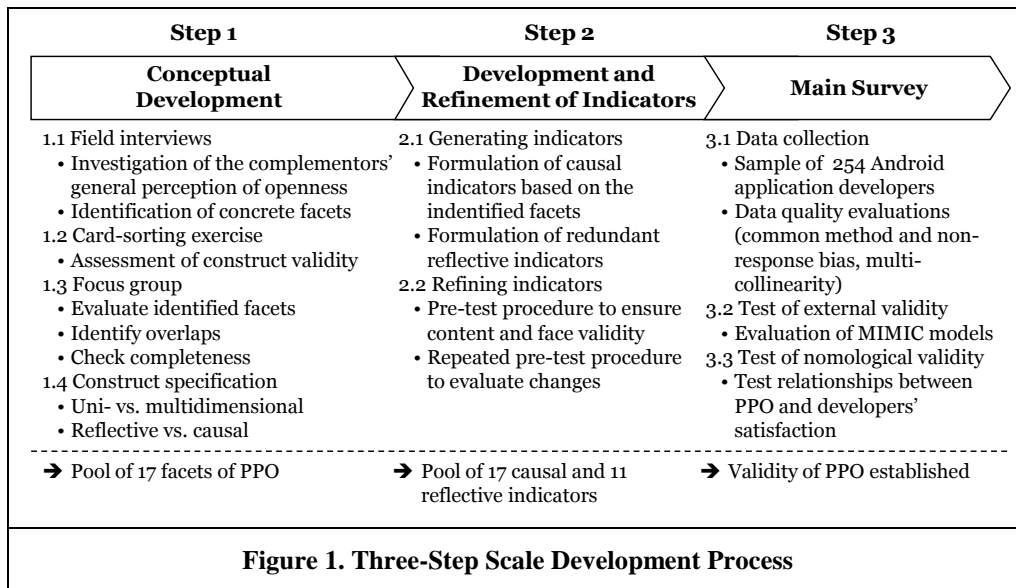 Step 1
Step 2
Step 3
Conceptual
Development
Development and
Refinement of Indicators
Main Survey
1.1 Field interviews
• Investigation of the complementors'
general perception of openness
• Identification of concrete facets
1.2 Card-sorting exercise
• Assessment of construct validity
1.3 Focus group
• Evaluate identified facets
• Identify overlaps
• Check completeness
1.4 Construct specification
• Uni- vs. multidimensional
• Reflective vs. causal
➔ Pool of 17 facets of PPO
2.1 Generating indicators
• Formulation of causal
indicators based on the
indentified facets
• Formulation of redundant
reflective indicators
2.2 Refining indicators
• Pre-test procedure to ensure
content and face validity
• Repeated pre-test procedure
to evaluate changes
➔ Pool of 17 causal and 11
reflective indicators
3.1 Data collection
• Sample of 254 Android
application developers
• Data quality evaluations
(common method and non-
response bias, multi-
collinearity)
3.2 Test of external validity
• Evaluation of MIMIC models
3.3 Test of nomological validity
• Test relationships between
PPO and developers'
satisfaction
➔ Validity of PPO established
Figure 1. Three-Step Scale Development Process